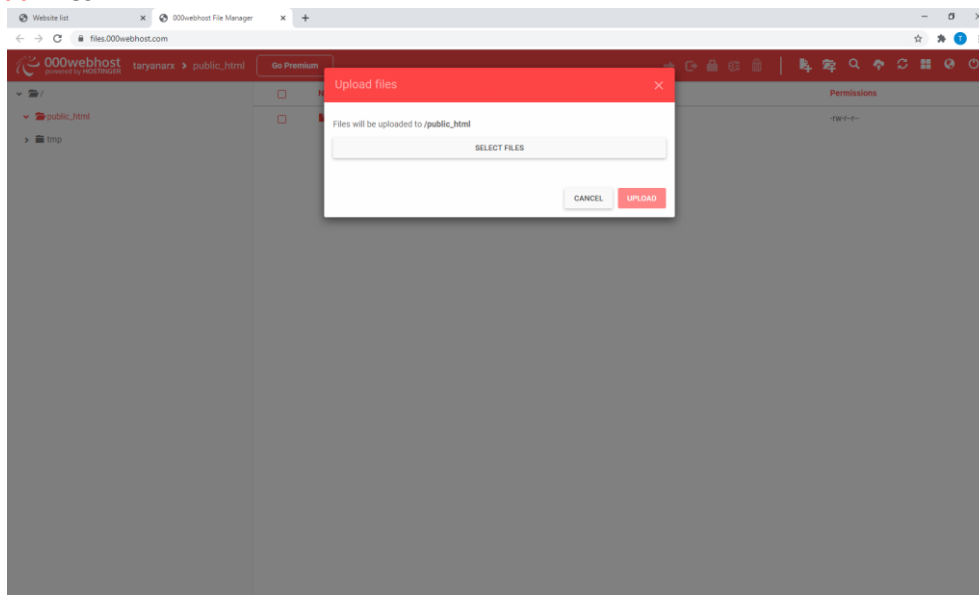 Website list
000webhost File Manager
files.000webhost.com
000webhost
powered by HOSTINGER
taryanarx > public_html
Go Premium
T
/
public_html
tmp
N
Permissions
-rw-r--r--
Upload files
Files will be uploaded to /public_html
SELECT FILES
CANCEL
UPLOAD